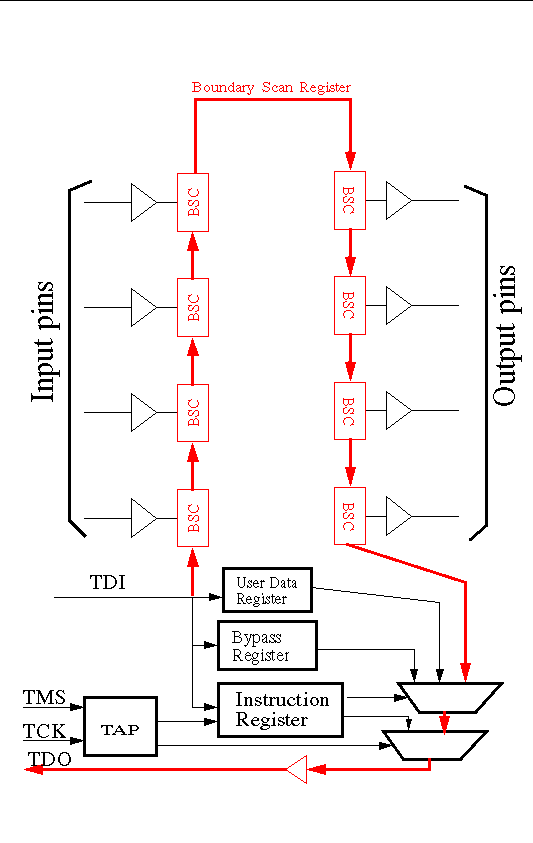 Boundary Scan Register
BSC
BSC
BSC
BSC
BSC
BSC
BSC
BSC
Input pins
Output pins
TDI
User Data
Register
Bypass
Register
Instruction
Register
TMS
TCK
TAP
TDO